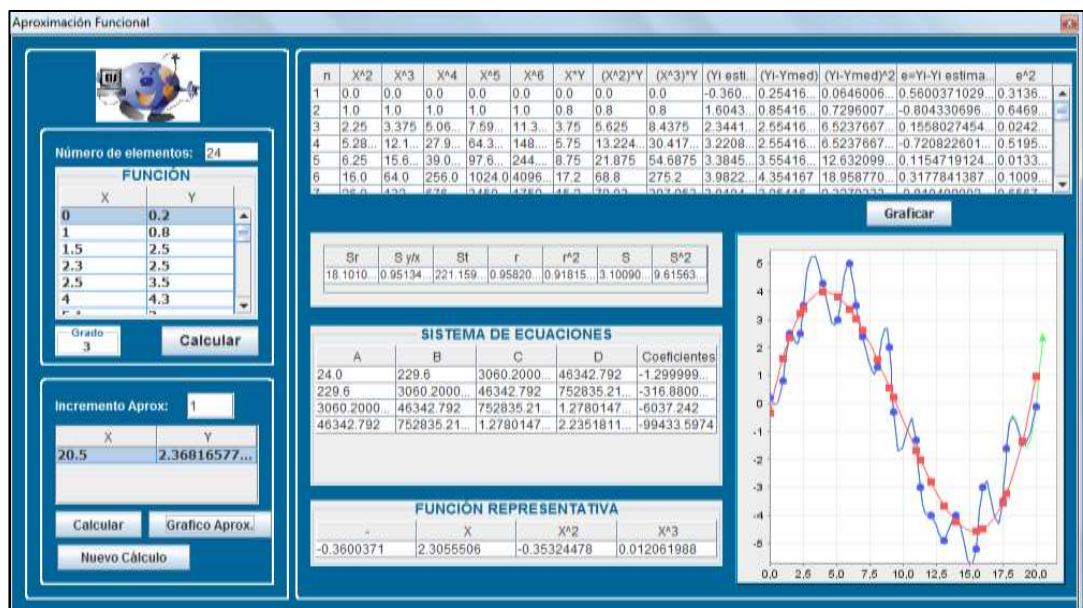 Aproximación Funcional
Número de elementos: 24
FUNCIÓN
X Y
0 0.2
1 0.8
1.5 2.5
2.3 2.5
2.5 3.5
4 4.3
Grado
3
Calcular
Incremento Aprox: 1
X Y
20.5 2.36816577...
Calcular Grafico Aprox.
Nuevo Cálculo
n X^2 X^3 X^4 X^5 X^6 X*Y (X^2)*Y (X^3)*Y (Yi esti... (Yi-Ymed) (Yi-Ymed)^2 e=Yi-Yi estima... e^2
1 0.0 0.0 0.0 0.0 0.0 0.0 0.0 0.0 -0.360... 0.25416... 0.0646006... 0.5600371029... 0.3136...
2 1.0 1.0 1.0 1.0 1.0 0.8 0.8 0.8 1.6043... 0.85416... 0.7296007... -0.804330696... 0.6469...
3 2.25 3.375 5.06... 7.59... 11.3... 3.75 5.625 8.4375 2.3441... 2.55416... 6.5237667... 0.1558027454... 0.0242...
4 5.28... 12.1... 27.9... 64.3... 148... 5.75 13.224 30.417... 3.2208... 2.55416... 6.5237667... -0.720822601... 0.5195...
5 6.25 15.6... 39.0... 97.6... 244... 8.75 21.875 54.6875 3.3845... 3.55416... 12.632099... 0.1154719124... 0.0133...
6 16.0 64.0 256.0 1024.0 4096... 17.2 68.8 275.2 3.9822... 4.354167 18.958770... 0.3177841387... 0.1009...
Graficar
Sr S y/x St r r^2 S S^2
18.1010... 0.95134... 221.159... 0.95820... 0.91815... 3.10090... 9.61563...
SISTEMA DE ECUACIONES
A B C D Coeficientes
24.0 229.6 3060.2000... 46342.792 -1.299999...
229.6 3060.2000... 46342.792 752835.21... -316.8800...
3060.2000... 46342.792 752835.21... 1.2780147... -6037.242
46342.792 752835.21... 1.2780147... 2.2351811... -99433.5974
FUNCIÓN REPRESENTATIVA
- X X^2 X^3
-0.3600371 2.3055506 -0.35324478 0.012061988
5
4
3
2
1
0
-1
-2
-3
-4
-5
0,0 2,5 5,0 7,5 10,0 12,5 15,0 17,5 20,0